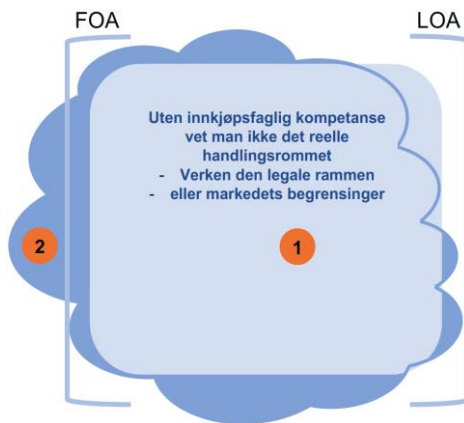 FOA
LOA
Uten innkjøpsfaglig kompetanse
vet man ikke det reelle
handlingsrommet
- Verken den legale rammen
- eller markedets begrensinger
2
1